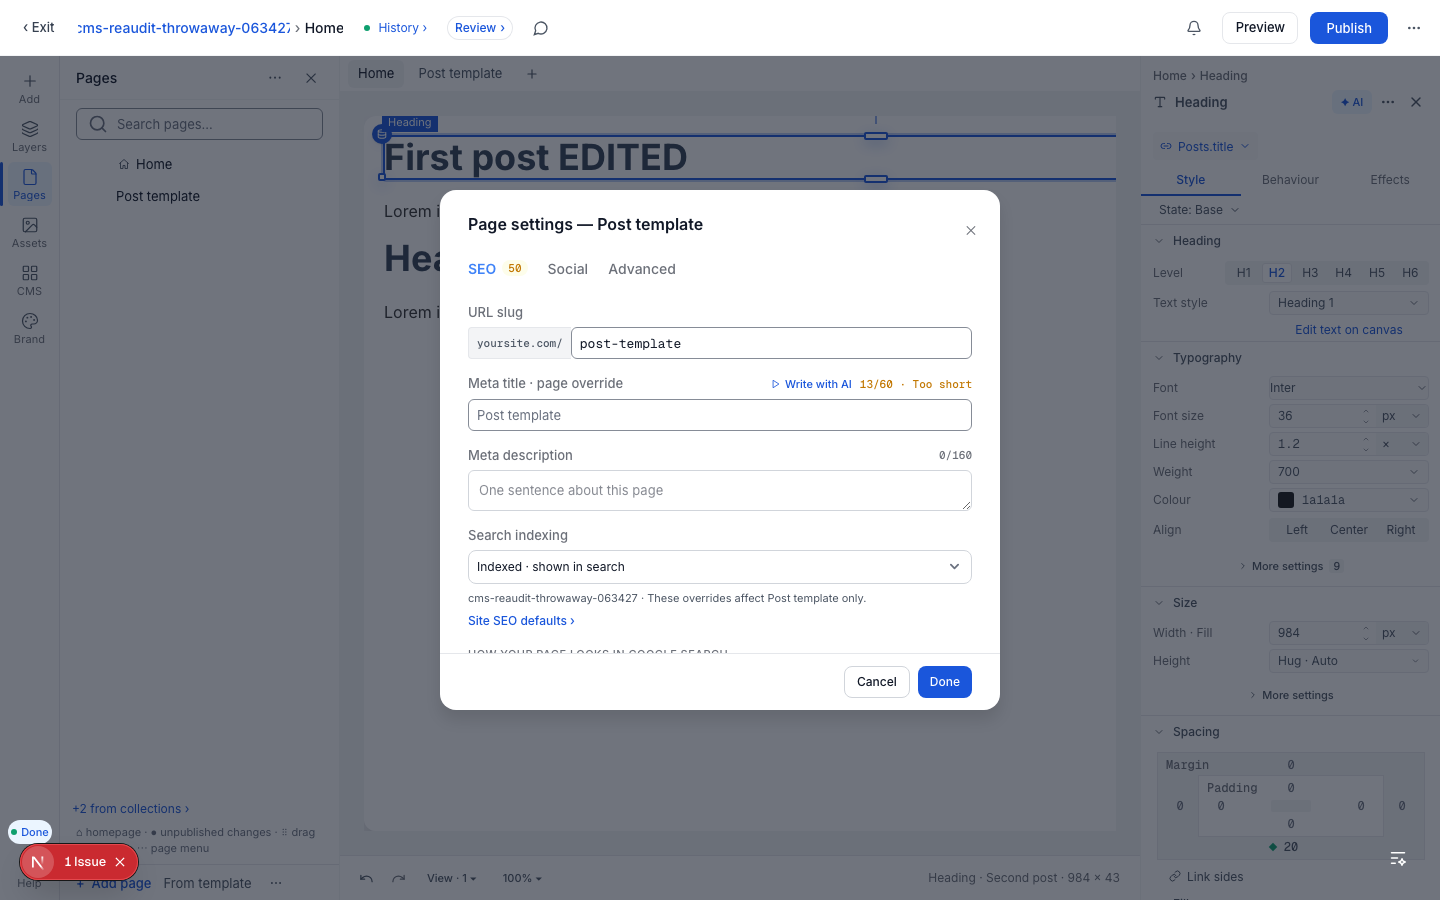 ‹ Exit
cms-reaudit-throwaway-063427 › Home
History ›
Review ›
Preview
Publish
Add
Layers
Pages
Assets
CMS
Brand
Help
Pages
Search pages...
Home
Post template
+2 from collections ›
homepage · ● unpublished changes · ⠿ drag
··· page menu
Done
1 Issue
+ Add page
From template
Home
Post template
Heading
First post EDITED
Lorem i
Hea
Lorem i
Page settings — Post template
SEO 50
Social
Advanced
URL slug
yoursite.com/
post-template
Meta title · page override
Write with AI
13/60 · Too short
Post template
Meta description
0/160
One sentence about this page
Search indexing
Indexed · shown in search
cms-reaudit-throwaway-063427 · These overrides affect Post template only.
Site SEO defaults ›
HOW YOUR PAGE LOOKS IN GOOGLE SEARCH
Cancel
Done
View · 1
100%
Heading · Second post · 984 × 43
Home › Heading
Heading
AI
Posts.title
Style
Behaviour
Effects
State: Base
Heading
Level
H1 H2 H3 H4 H5 H6
Text style
Heading 1
Edit text on canvas
Typography
Font
Inter
Font size
36
px
Line height
1.2
×
Weight
700
Colour
1a1a1a
Align
Left
Center
Right
More settings 9
Size
Width · Fill
984
px
Height
Hug · Auto
More settings
Spacing
Margin
0
Padding
0
0
0
0
0
0
20
Link sides